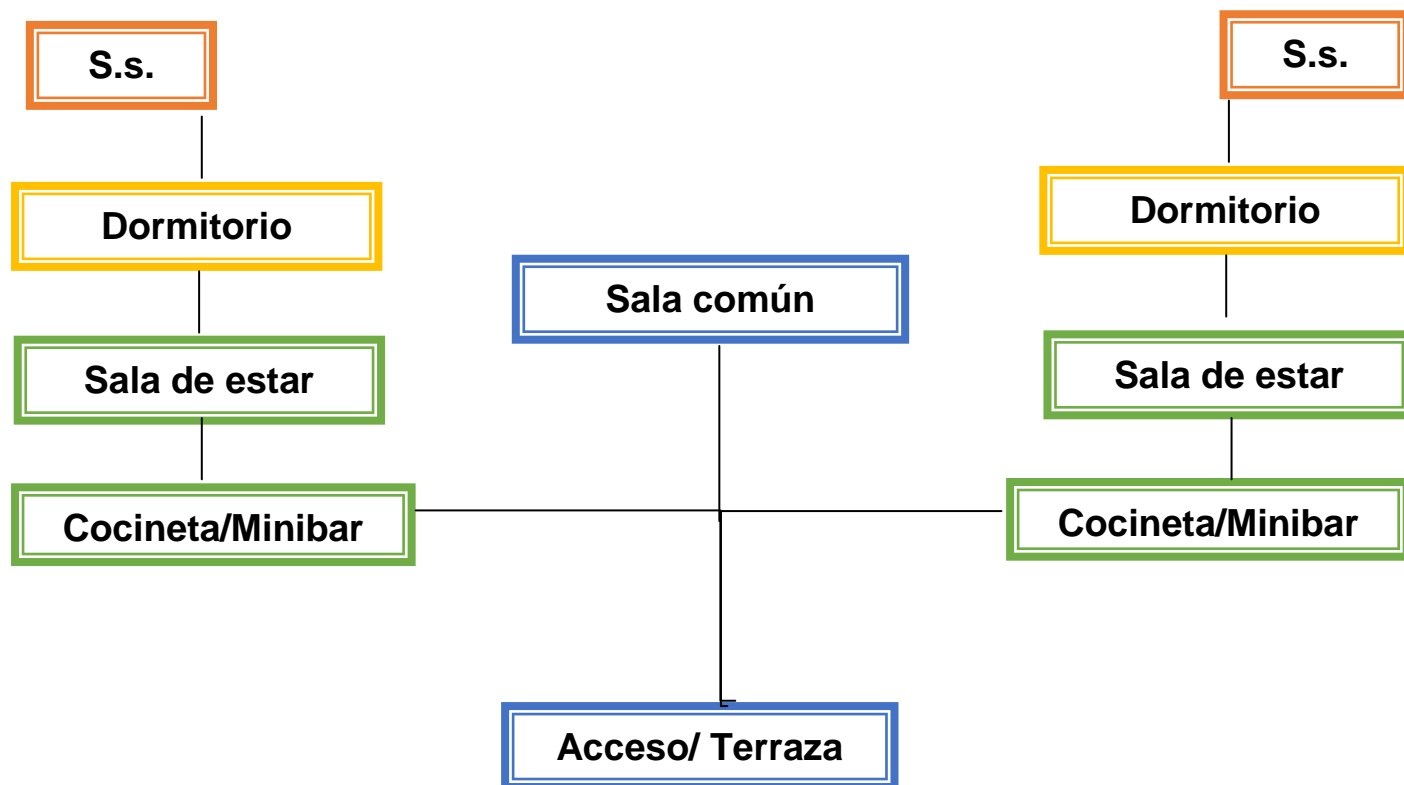 S.s.
S.s.
Dormitorio
Dormitorio
Sala común
Sala de estar
Sala de estar
Cocineta/Minibar
Cocineta/Minibar
Acceso/ Terraza